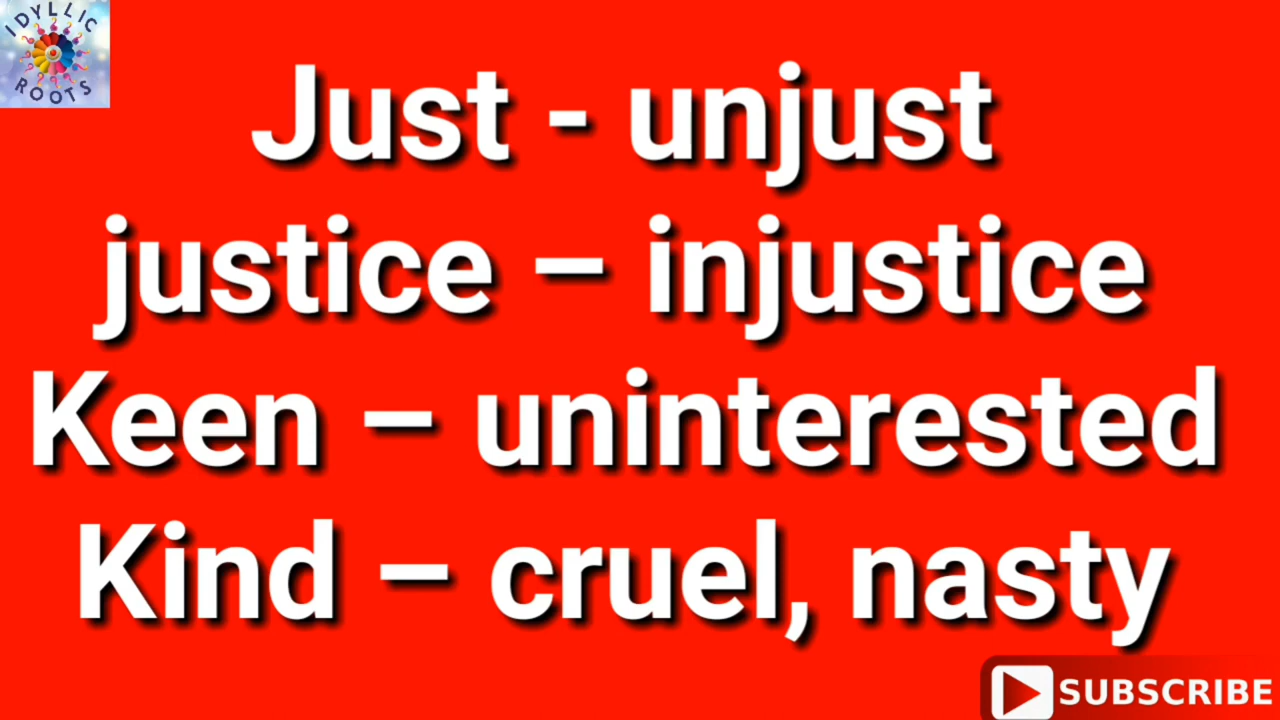 IDYLLIC
ROOTS
Just - unjust
justice – injustice
Keen – uninterested
Kind – cruel, nasty
SUBSCRIBE